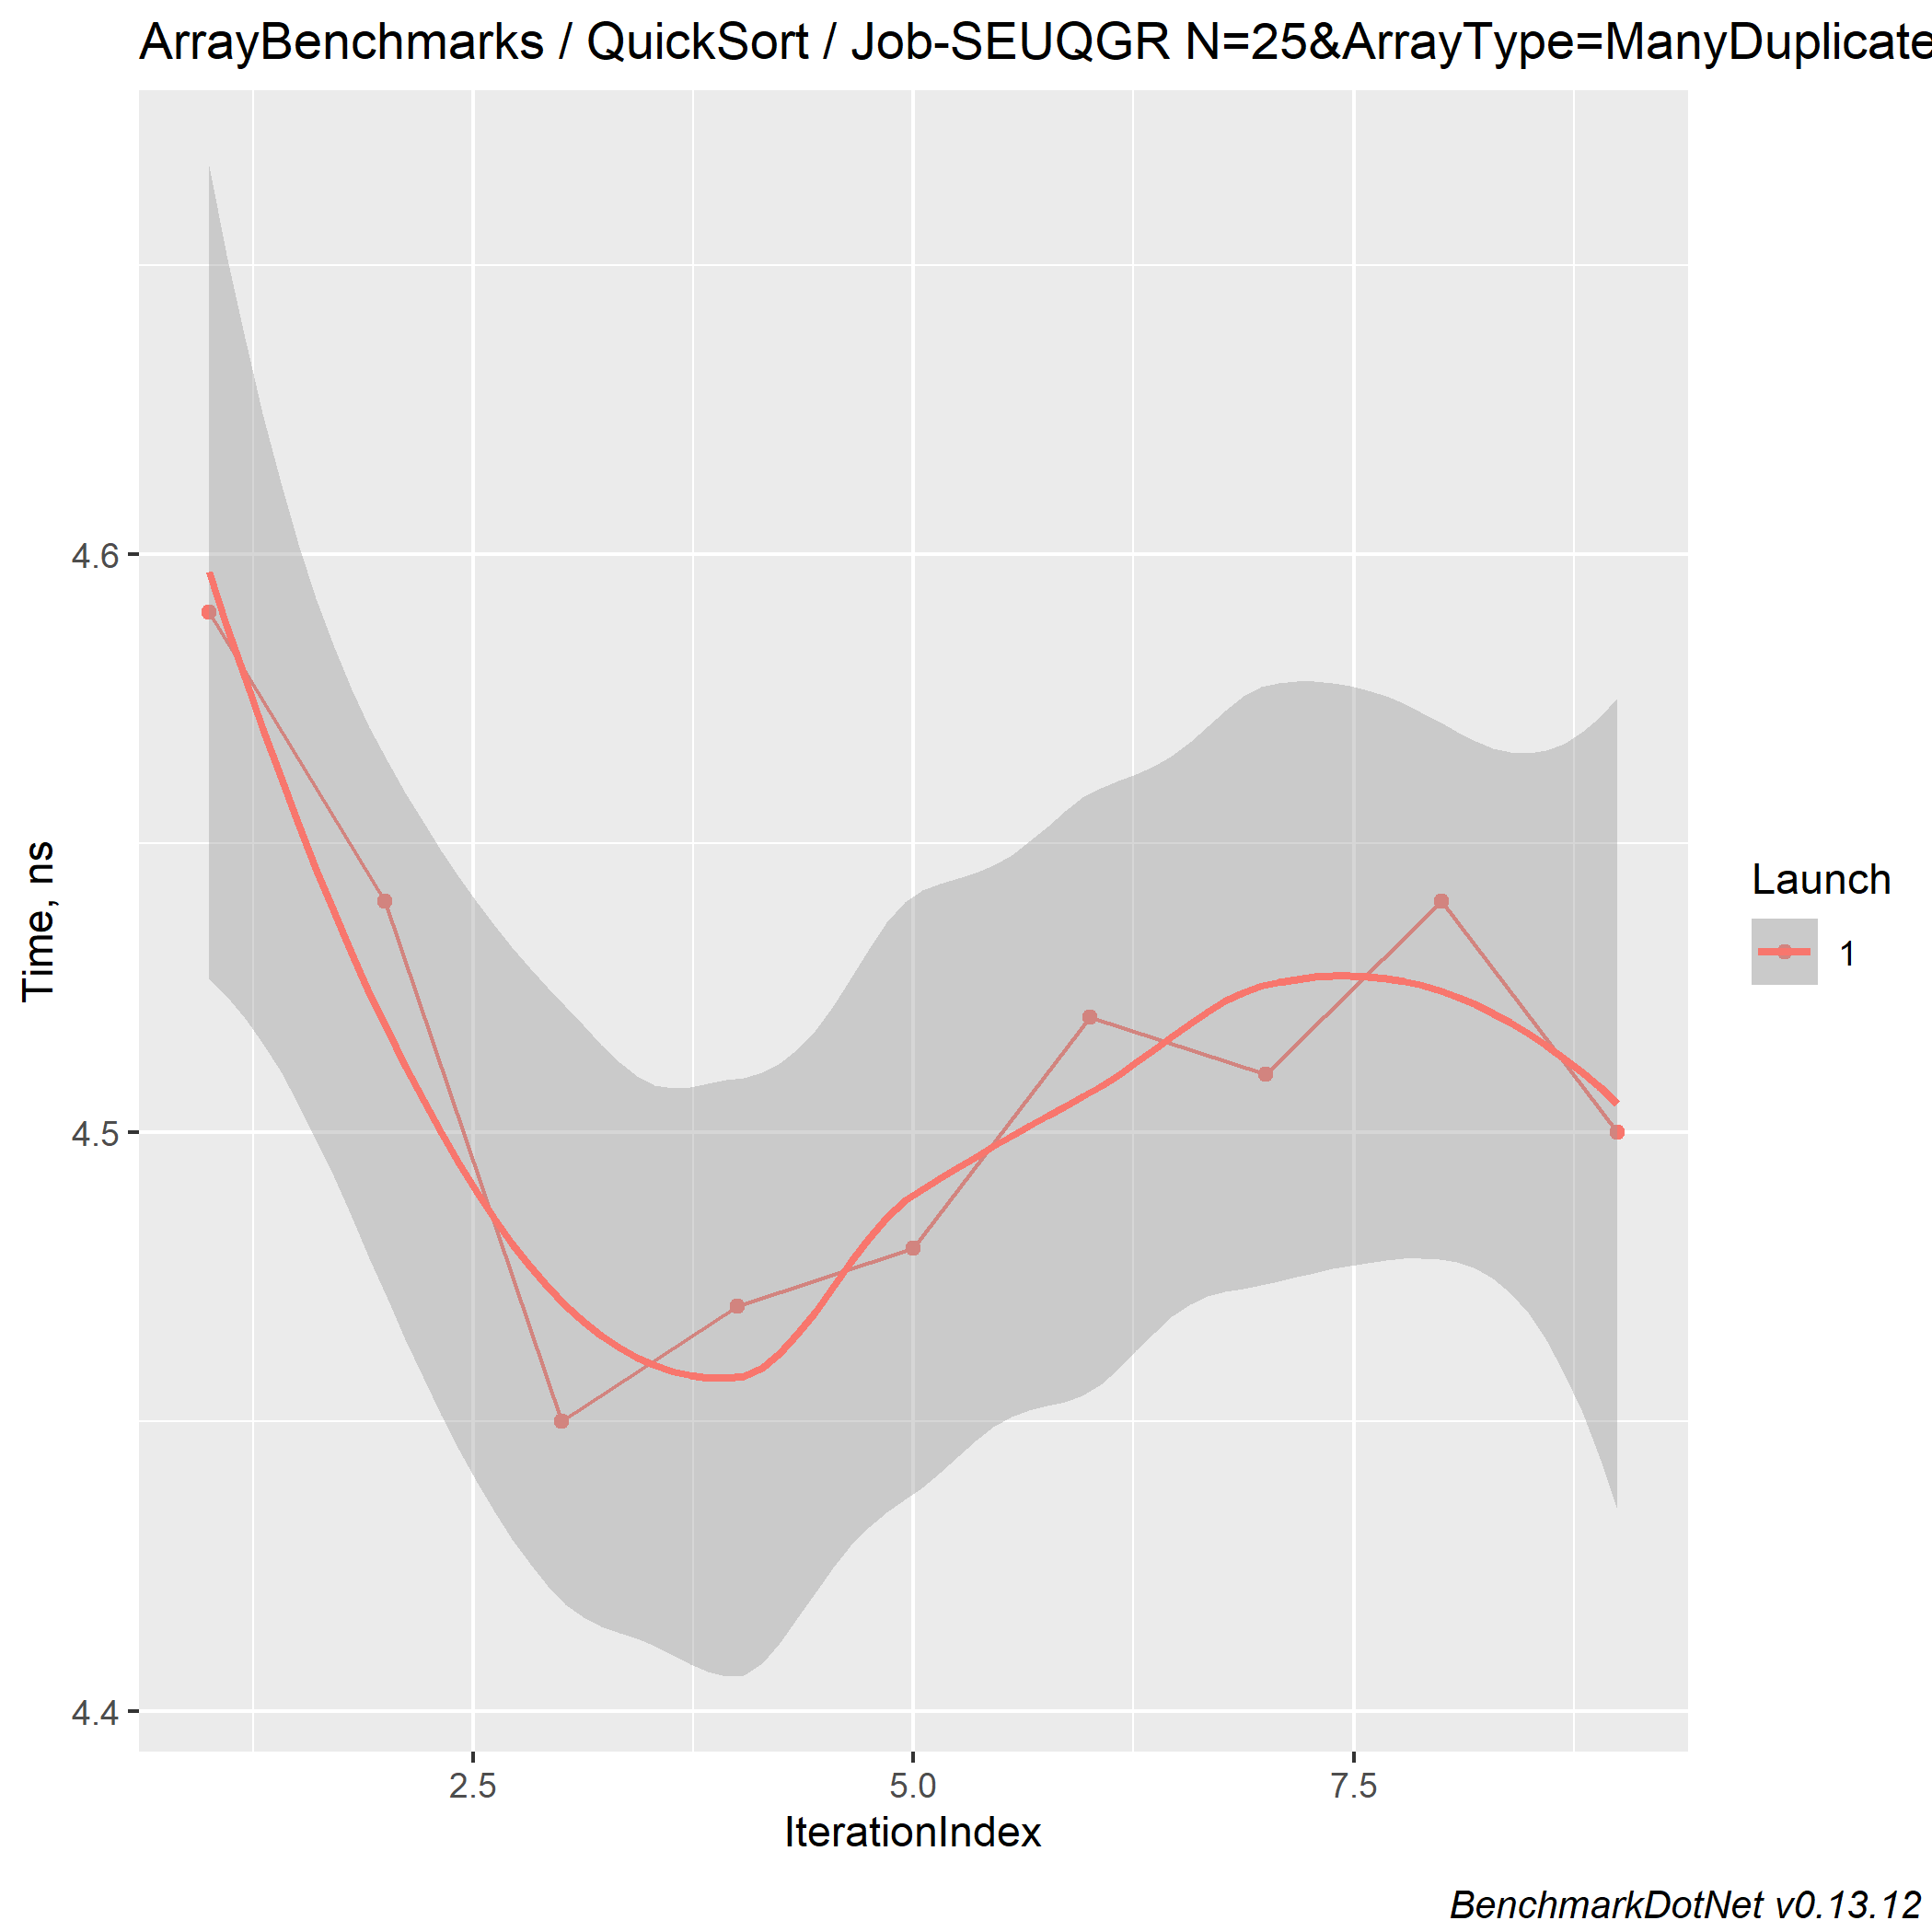 ArrayBenchmarks / QuickSort / Job-SEUQGR N=25&ArrayType=ManyDuplicate
Time, ns
4.6
4.5
4.4
2.5 5.0 7.5
IterationIndex
Launch
1
BenchmarkDotNet v0.13.12